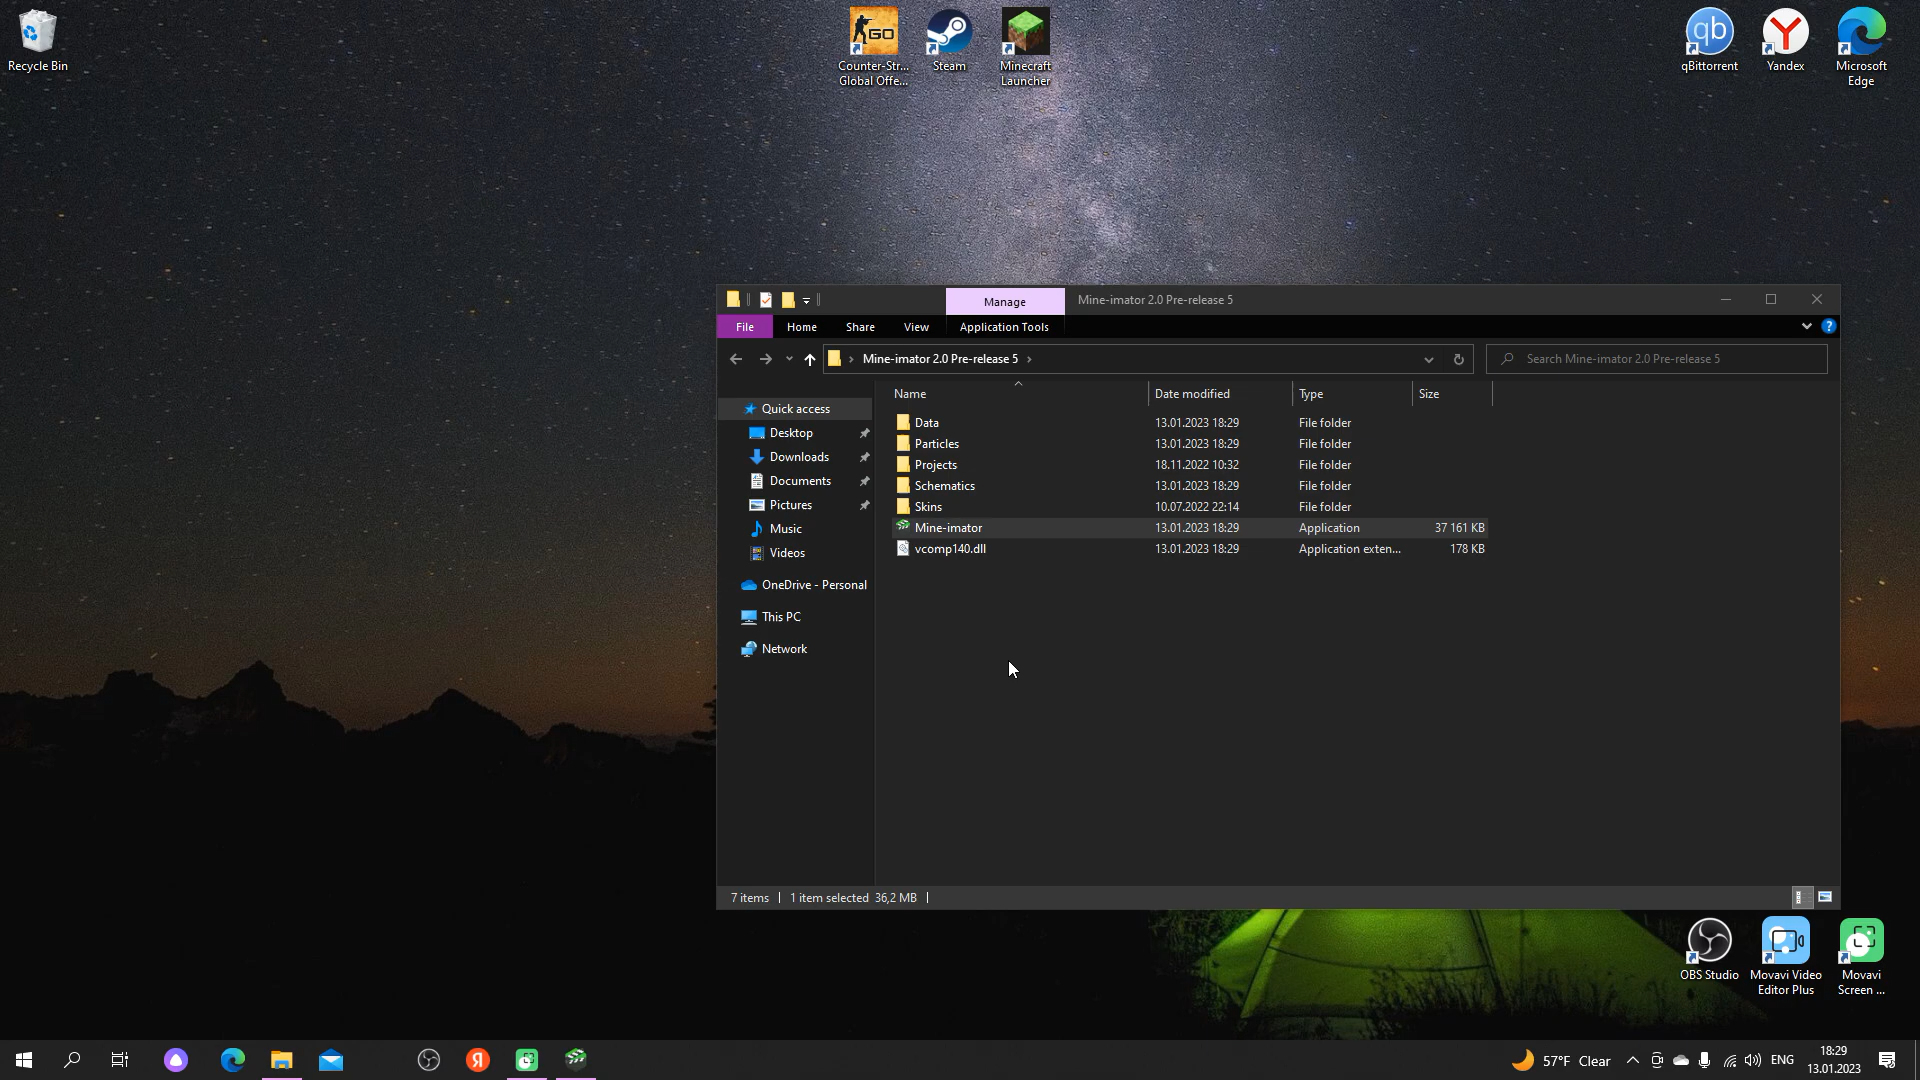 Recycle Bin
GO
Counter-Str...
Global Offe...
Steam
Minecraft
Launcher
qb
qBittorrent
Yandex
Microsoft
Edge
Manage
Mine-imator 2.0 Pre-release 5
File
Home
Share
View
Application Tools
Mine-imator 2.0 Pre-release 5
Search Mine-imator 2.0 Pre-release 5
Name
Date modified
Type
Size
Quick access
Desktop
Downloads
Documents
Pictures
Music
Videos
OneDrive - Personal
This PC
Network
Data 13.01.2023 18:29 File folder
Particles 13.01.2023 18:29 File folder
Projects 18.11.2022 10:32 File folder
Schematics 13.01.2023 18:29 File folder
Skins 10.07.2022 22:14 File folder
Mine-imator 13.01.2023 18:29 Application 37 161 KB
vcomp140.dll 13.01.2023 18:29 Application exten... 178 KB
7 items
1 item selected 36,2 MB
OBS Studio
Movavi Video
Editor Plus
Movavi
Screen ...
Я
57°F Clear
ENG
18:29
13.01.2023